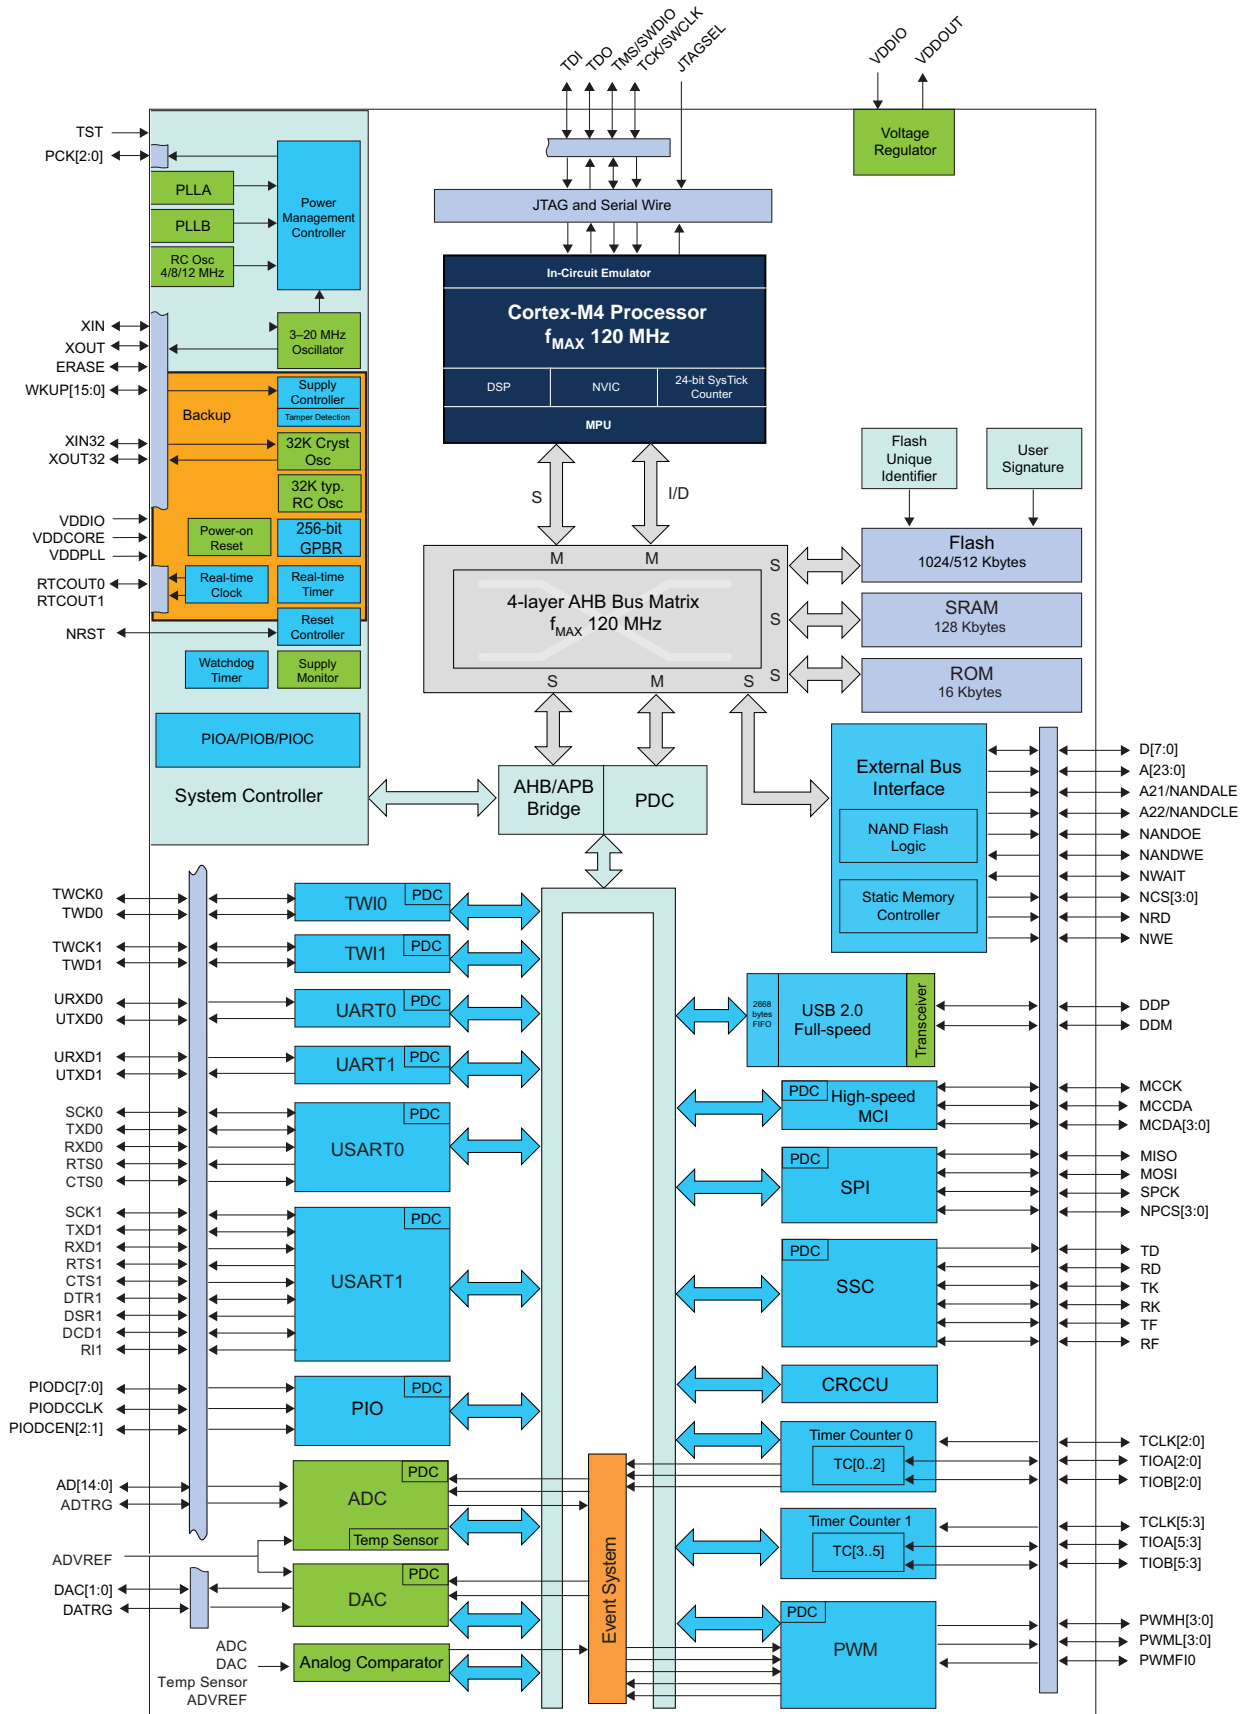 TDI
TDO
TMS/SWDIO
TCK/SWCLK
JTAGSEL
VDDIO
VDDOUT
Voltage
Regulator
TST
PCK[2:0]
PLLA
PLLB
RC Osc
4/8/12 MHz
Power
Management
Controller
JTAG and Serial Wire
In-Circuit Emulator
Cortex-M4 Processor
fMAX 120 MHz
DSP
NVIC
24-bit SysTick
Counter
MPU
XIN
XOUT
ERASE
WKUP[15:0]
XIN32
XOUT32
VDDIO
VDDCORE
VDDPLL
RTCOUT0
RTCOUT1
NRST
3–20 MHz
Oscillator
Backup
Supply
Controller
Tamper Detection
32K Cryst
Osc
32K typ.
RC Osc
Power-on
Reset
256-bit
GPBR
Real-time
Clock
Real-time
Timer
Reset
Controller
Watchdog
Timer
Supply
Monitor
PIOA/PIOB/PIOC
System Controller
S
I/D
M
M
4-layer AHB Bus Matrix
fMAX 120 MHz
S
S
S
S
M
S
Flash
Unique
Identifier
User
Signature
Flash
1024/512 Kbytes
SRAM
128 Kbytes
ROM
16 Kbytes
AHB/APB
Bridge
PDC
External Bus
Interface
NAND Flash
Logic
Static Memory
Controller
D[7:0]
A[23:0]
A21/NANDALE
A22/NANDCLE
NANDOE
NANDWE
NWAIT
NCS[3:0]
NRD
NWE
TWCK0
TWD0
PDC
TWI0
TWCK1
TWD1
PDC
TWI1
URXD0
UTXD0
PDC
UART0
URXD1
UTXD1
PDC
UART1
SCK0
TXD0
RXD0
RTS0
CTS0
PDC
USART0
SCK1
TXD1
RXD1
RTS1
CTS1
DTR1
DSR1
DCD1
RI1
PDC
USART1
PIODC[7:0]
PIODCCLK
PIODCEN[2:1]
PDC
PIO
AD[14:0]
ADTRG
PDC
ADC
Temp Sensor
ADVREF
DAC[1:0]
DATRG
PDC
DAC
ADC
DAC
Temp Sensor
ADVREF
Analog Comparator
Event System
2668
bytes
FIFO
USB 2.0
Full-speed
Transceiver
DDP
DDM
PDC
High-speed
MCI
MCCK
MCCDA
MCDA[3:0]
PDC
SPI
MISO
MOSI
SPCK
NPCS[3:0]
PDC
SSC
TD
RD
TK
RK
TF
RF
CRCCU
Timer Counter 0
TC[0..2]
TCLK[2:0]
TIOA[2:0]
TIOB[2:0]
Timer Counter 1
TC[3..5]
TCLK[5:3]
TIOA[5:3]
TIOB[5:3]
PDC
PWM
PWMH[3:0]
PWML[3:0]
PWMFI0